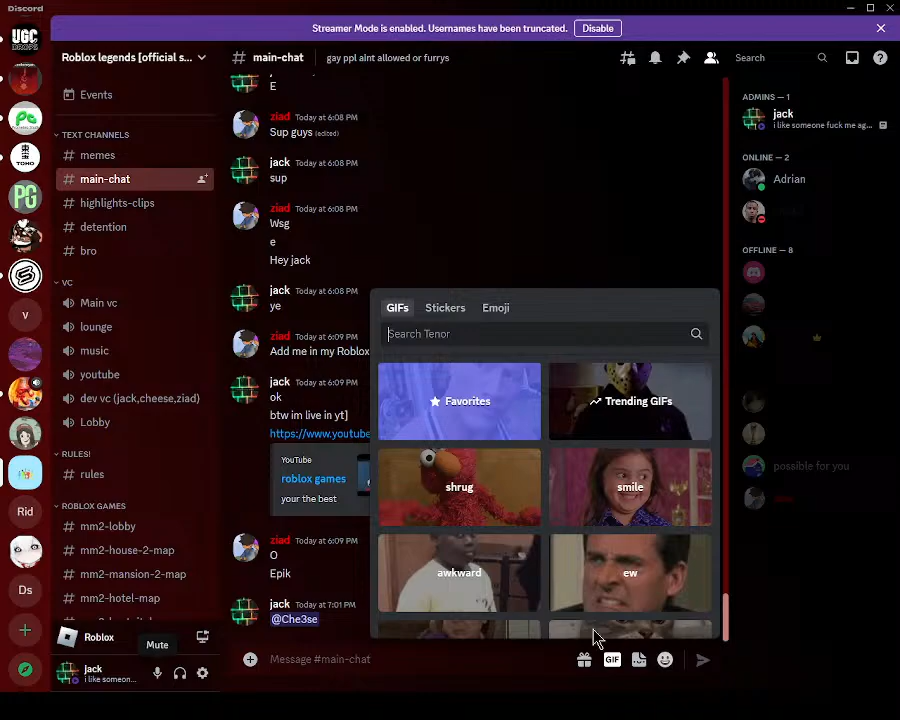 Discord
Streamer Mode is enabled. Usernames have been truncated.
Disable
UGC
DROPS
TOHO
PG
V
Rid
Ds
Roblox legends [official s...
Events
TEXT CHANNELS
memes
main-chat
highlights-clips
detention
bro
VC
Main vc
lounge
music
youtube
dev vc (jack,cheese,ziad)
Lobby
RULES!
rules
ROBLOX GAMES
mm2-lobby
mm2-house-2-map
mm2-mansion-2-map
mm2-hotel-map
Roblox
Mute
jack
i like someon...
main-chat
gay ppl aint allowed or furrys
Search
E
ziad Today at 6:08 PM
Sup guys (edited)
jack Today at 6:08 PM
sup
ziad Today at 6:08 PM
Wsg
e
Hey jack
jack Today at 6:08 PM
ye
ziad Today at 6:09 PM
Add me in my Roblox
jack Today at 6:09 PM
ok
btw im live in yt]
https://www.youtube
YouTube
roblox games
your the best
ziad Today at 6:09 PM
O
Epik
jack Today at 7:01 PM
@Che3se
Message #main-chat
GIF
GIFs
Stickers
Emoji
Search Tenor
Favorites
Trending GIFs
shrug
smile
awkward
ew
ADMINS — 1
jack
i like someone fuck me ag...
ONLINE — 2
Adrian
OFFLINE — 8
possible for you